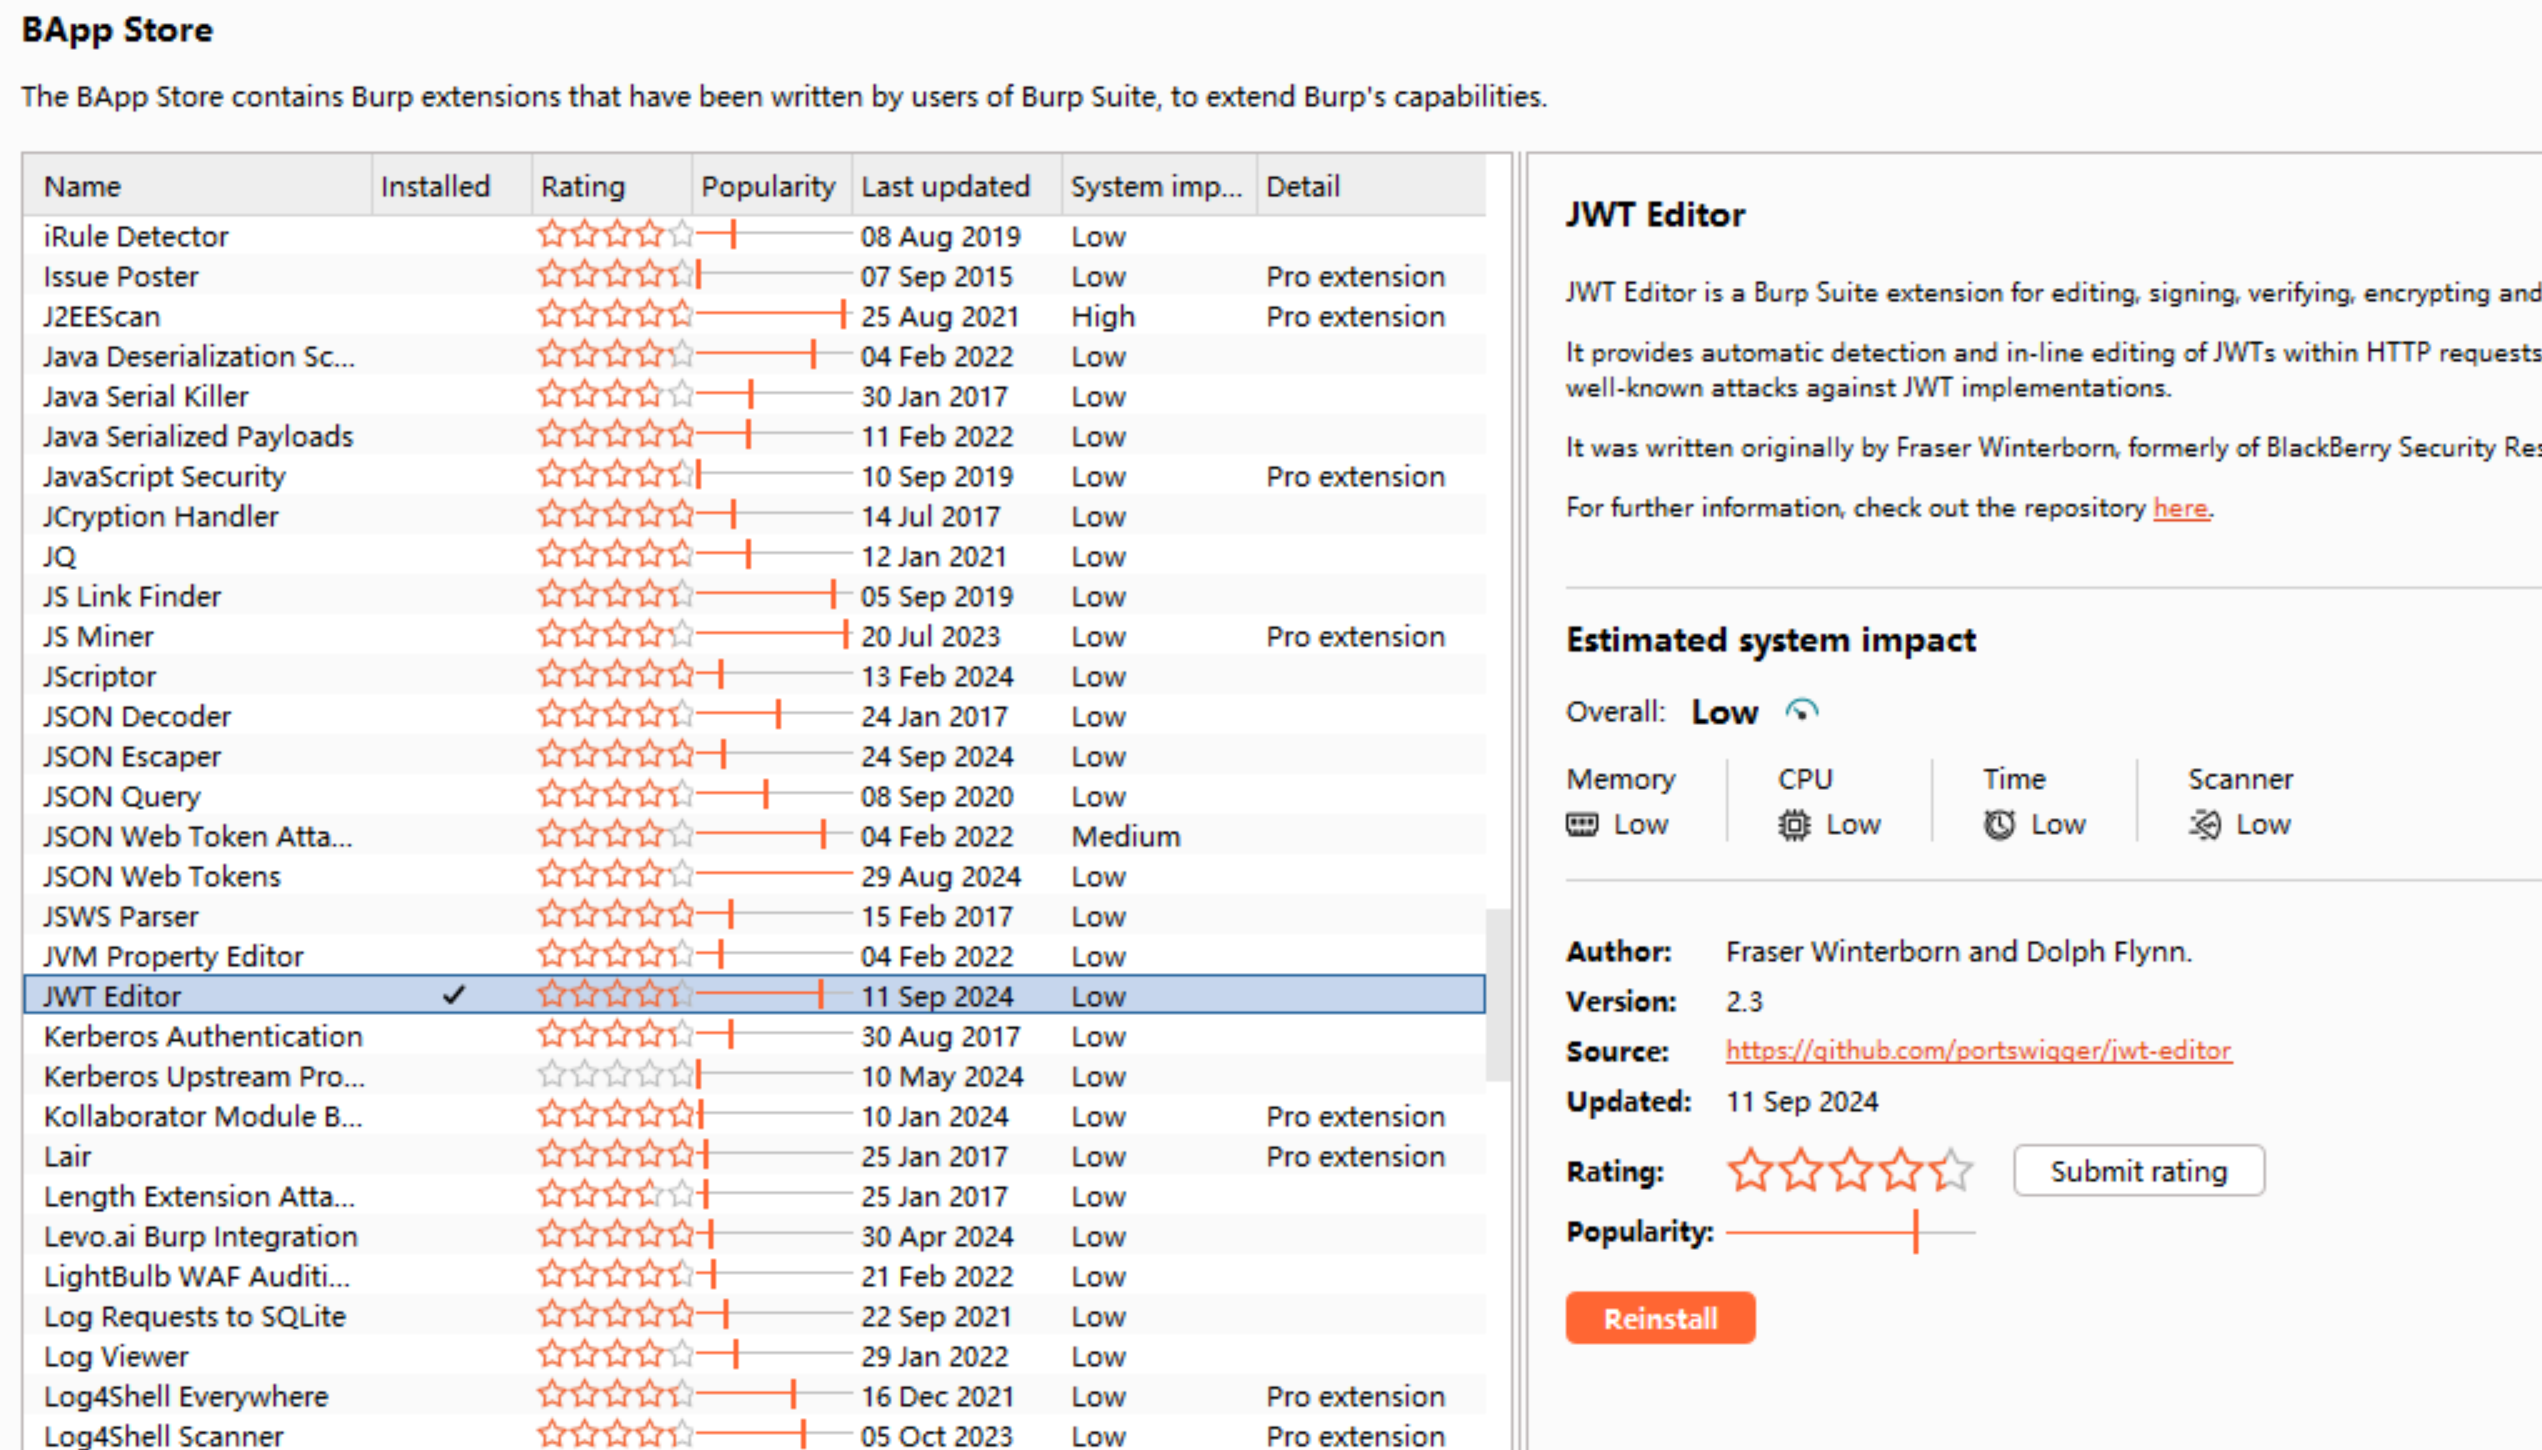 BApp Store
The BApp Store contains Burp extensions that have been written by users of Burp Suite, to extend Burp's capabilities.
Name Installed Rating Popularity Last updated System imp... Detail
iRule Detector 08 Aug 2019 Low
Issue Poster 07 Sep 2015 Low Pro extension
J2EEScan 25 Aug 2021 High Pro extension
Java Deserialization Sc... 04 Feb 2022 Low
Java Serial Killer 30 Jan 2017 Low
Java Serialized Payloads 11 Feb 2022 Low
JavaScript Security 10 Sep 2019 Low Pro extension
JCryption Handler 14 Jul 2017 Low
JQ 12 Jan 2021 Low
JS Link Finder 05 Sep 2019 Low
JS Miner 20 Jul 2023 Low Pro extension
JScriptor 13 Feb 2024 Low
JSON Decoder 24 Jan 2017 Low
JSON Escaper 24 Sep 2024 Low
JSON Query 08 Sep 2020 Low
JSON Web Token Atta... 04 Feb 2022 Medium
JSON Web Tokens 29 Aug 2024 Low
JSWS Parser 15 Feb 2017 Low
JVM Property Editor 04 Feb 2022 Low
JWT Editor ✓ 11 Sep 2024 Low
Kerberos Authentication 30 Aug 2017 Low
Kerberos Upstream Pro... 10 May 2024 Low
Kollaborator Module B... 10 Jan 2024 Low Pro extension
Lair 25 Jan 2017 Low Pro extension
Length Extension Atta... 25 Jan 2017 Low
Levo.ai Burp Integration 30 Apr 2024 Low
LightBulb WAF Auditi... 21 Feb 2022 Low
Log Requests to SQLite 22 Sep 2021 Low
Log Viewer 29 Jan 2022 Low
Log4Shell Everywhere 16 Dec 2021 Low Pro extension
Log4Shell Scanner 05 Oct 2023 Low Pro extension
JWT Editor
JWT Editor is a Burp Suite extension for editing, signing, verifying, encrypting and
It provides automatic detection and in-line editing of JWTs within HTTP requests
well-known attacks against JWT implementations.
It was written originally by Fraser Winterborn, formerly of BlackBerry Security Res
For further information, check out the repository here.
Estimated system impact
Overall: Low
Memory CPU Time Scanner
Low Low Low Low
Author: Fraser Winterborn and Dolph Flynn.
Version: 2.3
Source: https://github.com/portswigger/jwt-editor
Updated: 11 Sep 2024
Rating: Submit rating
Popularity:
Reinstall